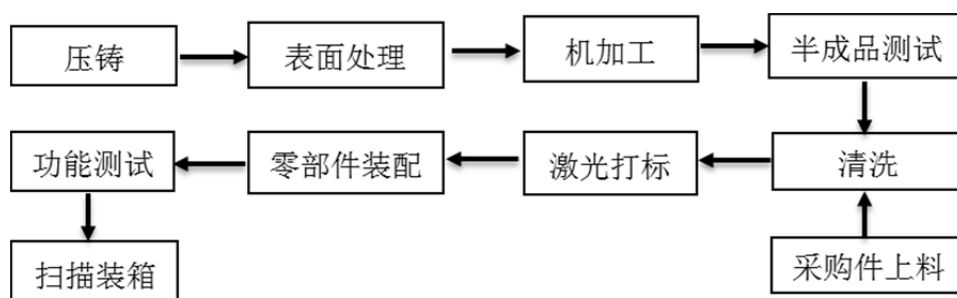 压铸
表面处理
机加工
半成品测试
功能测试
零部件装配
激光打标
清洗
扫描装箱
采购件上料